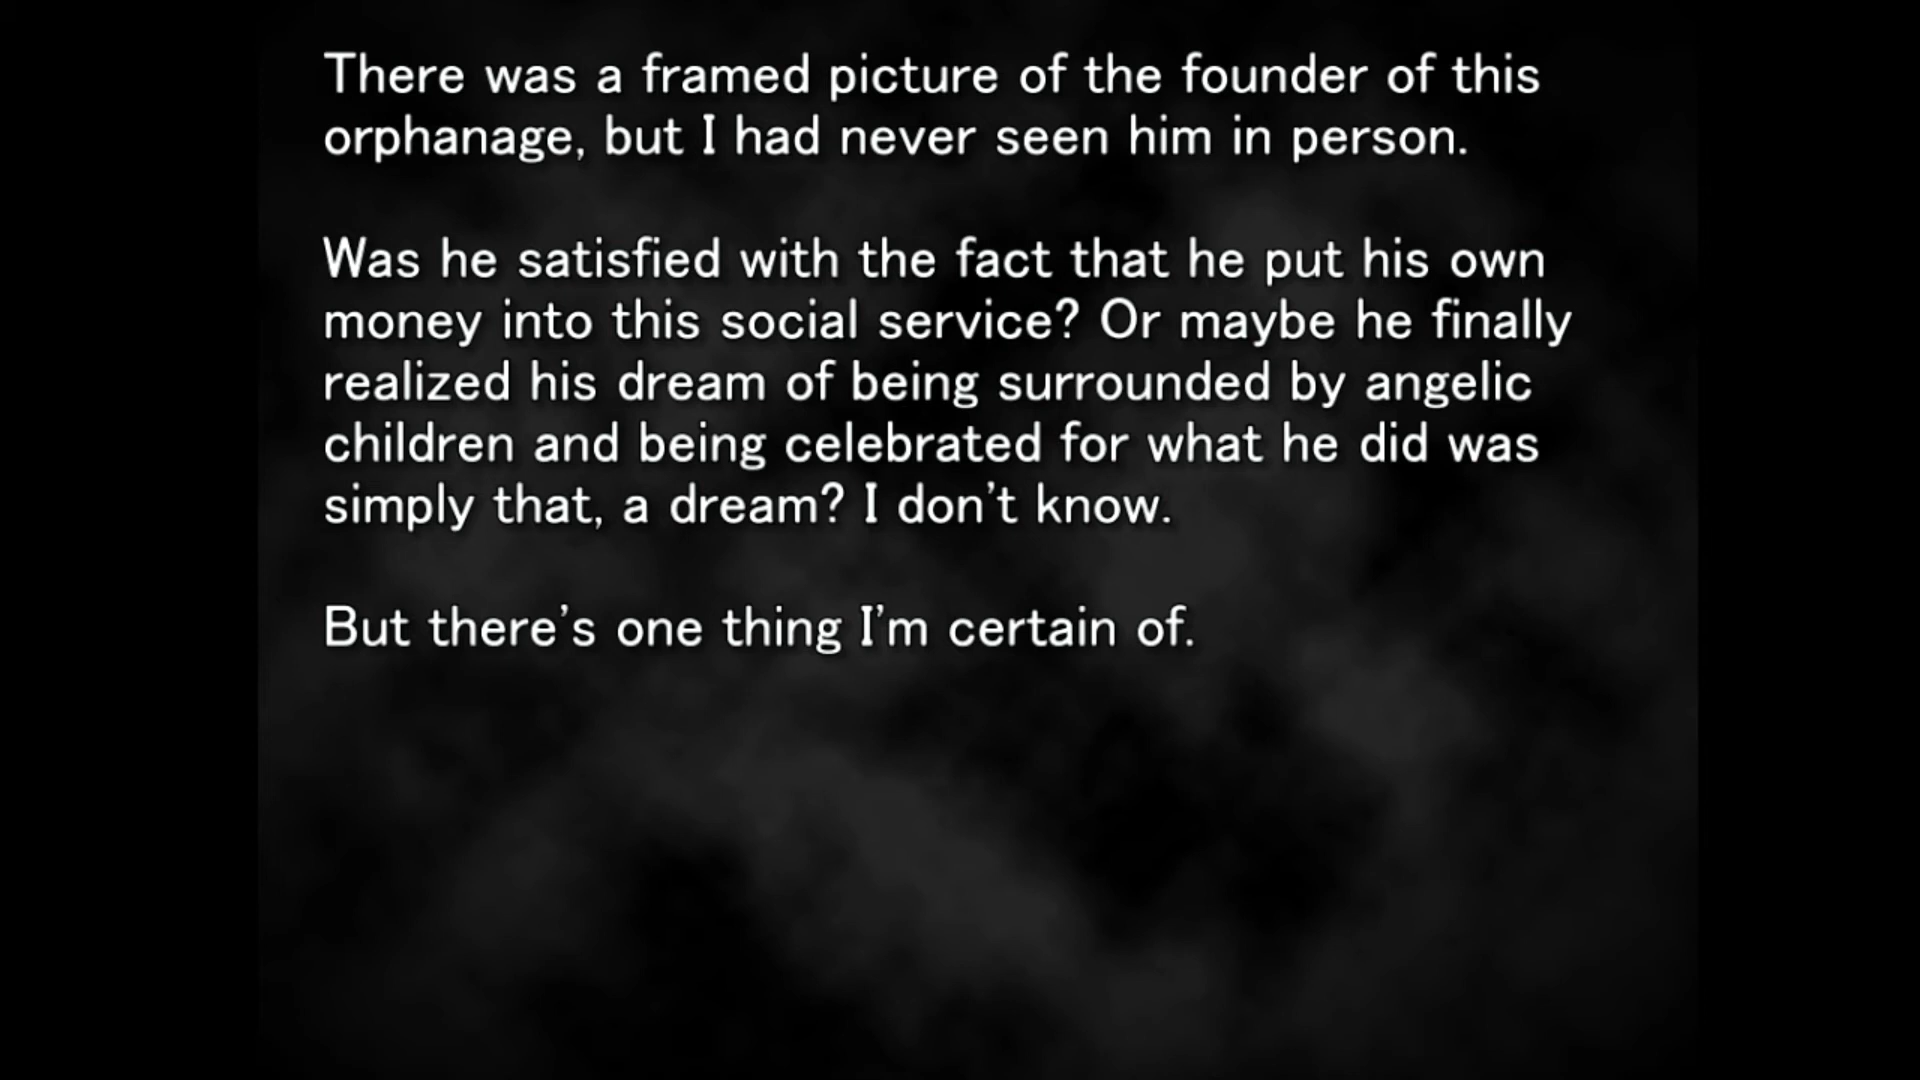 There was a framed picture of the founder of this
orphanage, but I had never seen him in person.
Was he satisfied with the fact that he put his own
money into this social service? Or maybe he finally
realized his dream of being surrounded by angelic
children and being celebrated for what he did was
simply that, a dream? I don't know.
But there's one thing I'm certain of.